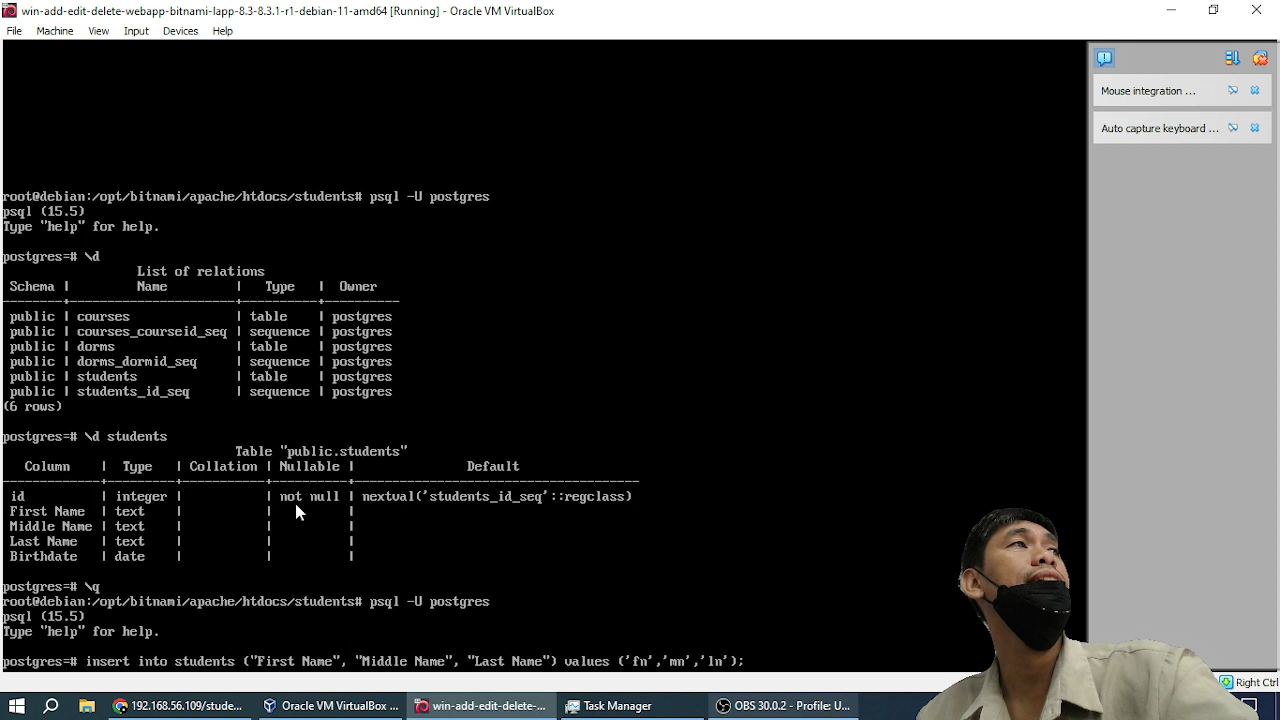 win-add-edit-delete-webapp-bitnami-lapp-8.3-8.3.1-r1-debian-11-amd64 [Running] - Oracle VM VirtualBox
File Machine View Input Devices Help
Mouse integration ...
Auto capture keyboard ...
root@debian:/opt/bitnami/apache/htdocs/students# psql -U postgres
psql (15.5)
Type "help" for help.
postgres=# \d
List of relations
Schema | Name | Type | Owner
--------+----------------------+----------+----------
public | courses | table | postgres
public | courses_courseid_seq | sequence | postgres
public | dorms | table | postgres
public | dorms_dormid_seq | sequence | postgres
public | students | table | postgres
public | students_id_seq | sequence | postgres
(6 rows)
postgres=# \d students
Table "public.students"
Column | Type | Collation | Nullable | Default
-------------+---------+-----------+----------+--------------------------------------
id | integer | | not null | nextval('students_id_seq'::regclass)
First Name | text | | |
Middle Name | text | | |
Last Name | text | | |
Birthdate | date | | |
postgres=# \q
root@debian:/opt/bitnami/apache/htdocs/students# psql -U postgres
psql (15.5)
Type "help" for help.
postgres=# insert into students ("First Name", "Middle Name", "Last Name") values ('fn','mn','ln');
Right Ctrl
192.168.56.109/stude... Oracle VM VirtualBox ... win-add-edit-delete-... Task Manager OBS 30.0.2 - Profile: U...